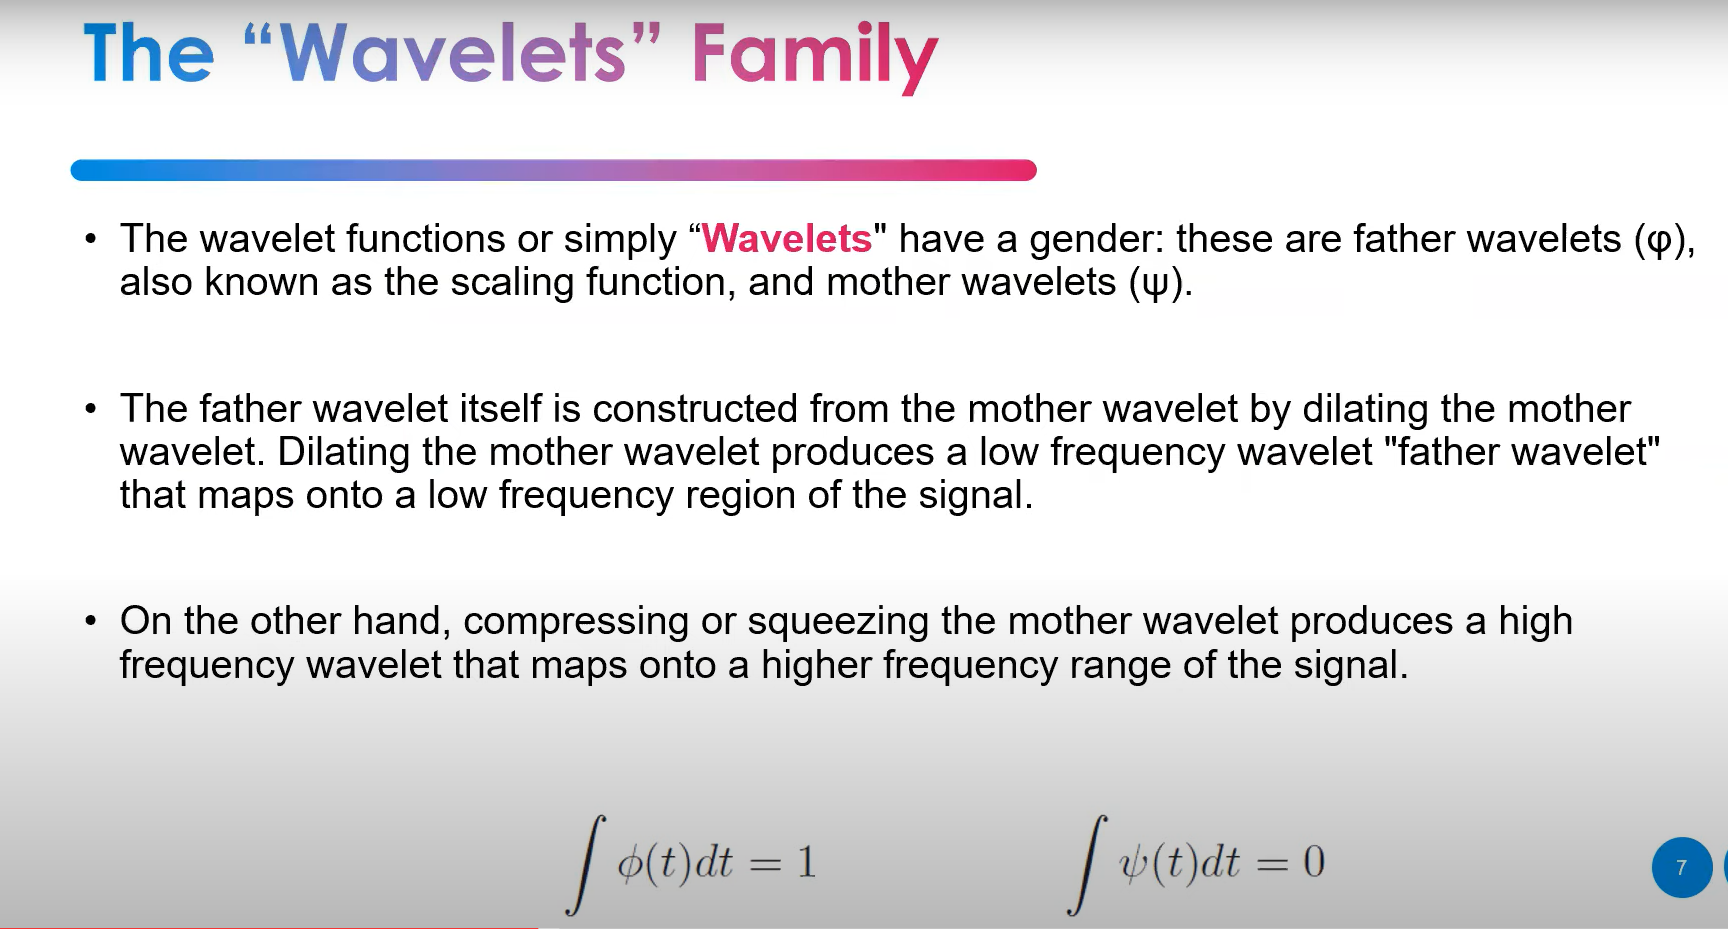 The “Wavelets” Family
• The wavelet functions or simply “Wavelets" have a gender: these are father wavelets (φ),
also known as the scaling function, and mother wavelets (ψ).
• The father wavelet itself is constructed from the mother wavelet by dilating the mother
wavelet. Dilating the mother wavelet produces a low frequency wavelet "father wavelet"
that maps onto a low frequency region of the signal.
• On the other hand, compressing or squeezing the mother wavelet produces a high
frequency wavelet that maps onto a higher frequency range of the signal.
∫ ϕ(t)dt = 1
∫ ψ(t)dt = 0
7